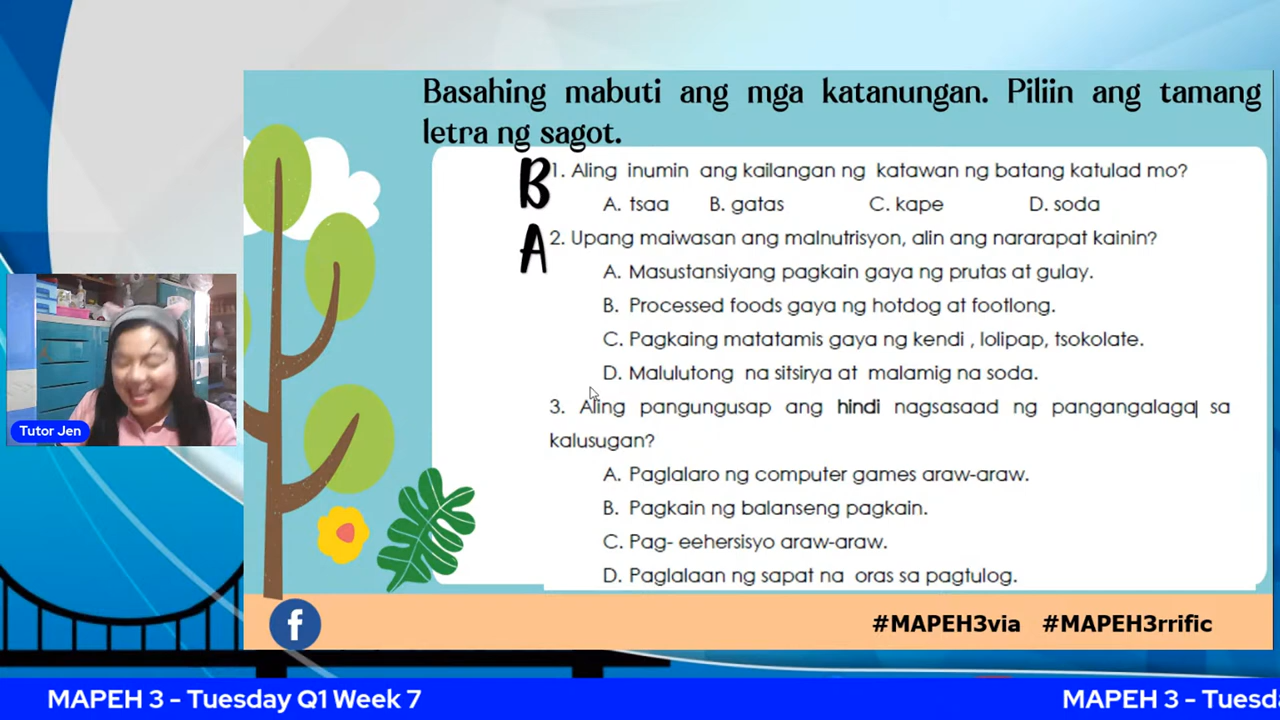 Basahing mabuti ang mga katanungan. Piliin ang tamang
letra ng sagot.
B
1. Aling inumin ang kailangan ng katawan ng batang katulad mo?
A. tsaa B. gatas C. kape D. soda
A
2. Upang maiwasan ang malnutrisyon, alin ang nararapat kainin?
A. Masustansiyang pagkain gaya ng prutas at gulay.
B. Processed foods gaya ng hotdog at footlong.
C. Pagkaing matatamis gaya ng kendi , lolipap, tsokolate.
D. Malulutong na sitsirya at malamig na soda.
3. Aling pangungusap ang hindi nagsasaad ng pangangalaga sa
kalusugan?
A. Paglalaro ng computer games araw-araw.
B. Pagkain ng balanseng pagkain.
C. Pag- eehersisyo araw-araw.
D. Paglalaan ng sapat na oras sa pagtulog.
Tutor Jen
f
#MAPEH3via #MAPEH3rrific
MAPEH 3 - Tuesday Q1 Week 7
MAPEH 3 - Tuesda